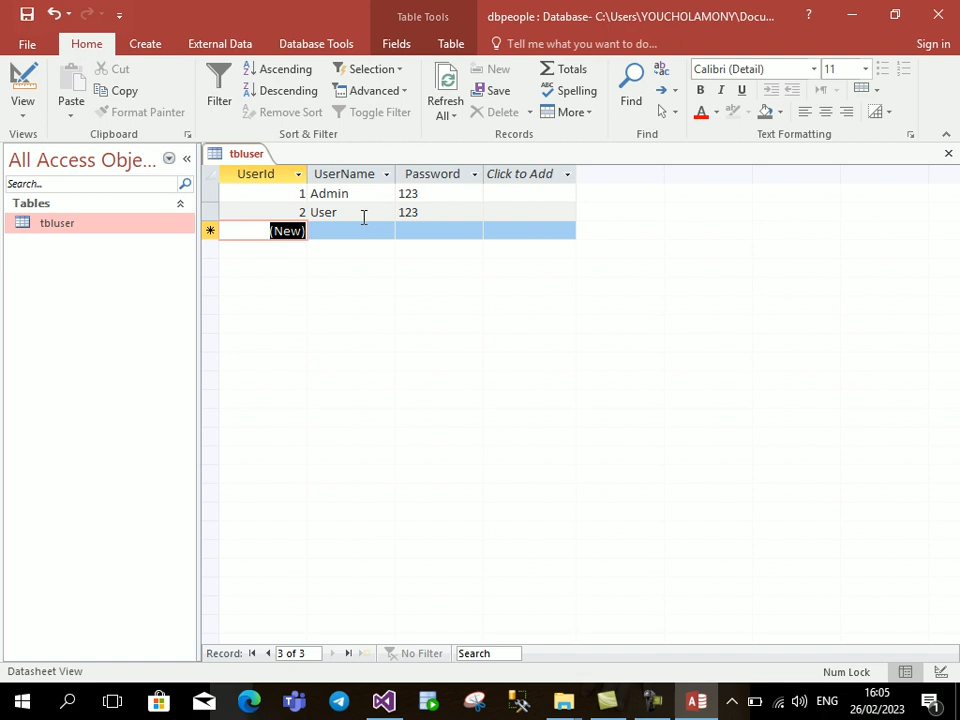 Table Tools
dbpeople : Database- C:\Users\YOUCHOLAMONY\Docu...
?
File
Home
Create
External Data
Database Tools
Fields
Table
Tell me what you want to do...
Sign in
View
Views
Paste
Cut
Copy
Format Painter
Clipboard
Filter
Ascending
Descending
Remove Sort
Selection
Advanced
Toggle Filter
Sort & Filter
Refresh
All
New
Save
Delete
Totals
Spelling
More
Records
Find
Find
Calibri (Detail)
11
B I U
Text Formatting
All Access Obje...
Search...
Tables
tbluser
tbluser
UserId UserName Password Click to Add
1 Admin 123
2 User 123
(New)
Record:
3 of 3
No Filter
Search
Datasheet View
Num Lock
ENG
16:05
26/02/2023
1